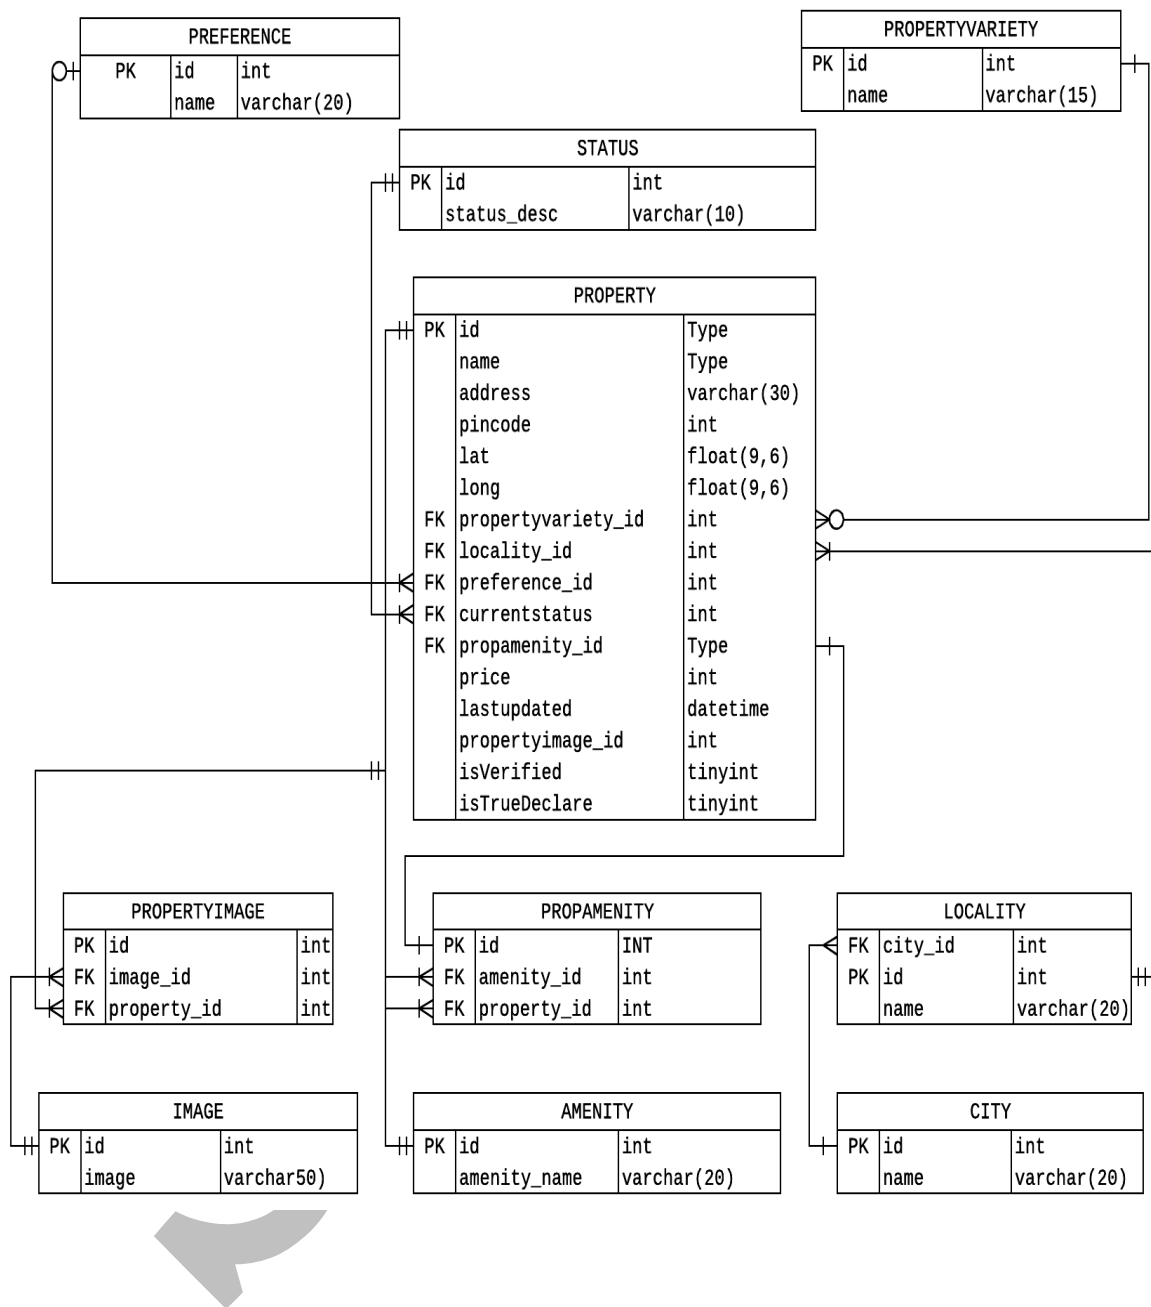 PREFERENCE
PK id int
name varchar(20)
PROPERTYVARIETY
PK id int
name varchar(15)
STATUS
PK id int
status_desc varchar(10)
PROPERTY
PK id Type
name Type
address varchar(30)
pincode int
lat float(9,6)
long float(9,6)
FK propertyvariety_id int
FK locality_id int
FK preference_id int
FK currentstatus int
FK propamenity_id Type
price int
lastupdated datetime
propertyimage_id int
isVerified tinyint
isTrueDeclare tinyint
PROPERTYIMAGE
PK id int
FK image_id int
FK property_id int
PROPAMENITY
PK id INT
FK amenity_id int
FK property_id int
LOCALITY
FK city_id int
PK id int
name varchar(20)
IMAGE
PK id int
image varchar50)
AMENITY
PK id int
amenity_name varchar(20)
CITY
PK id int
name varchar(20)